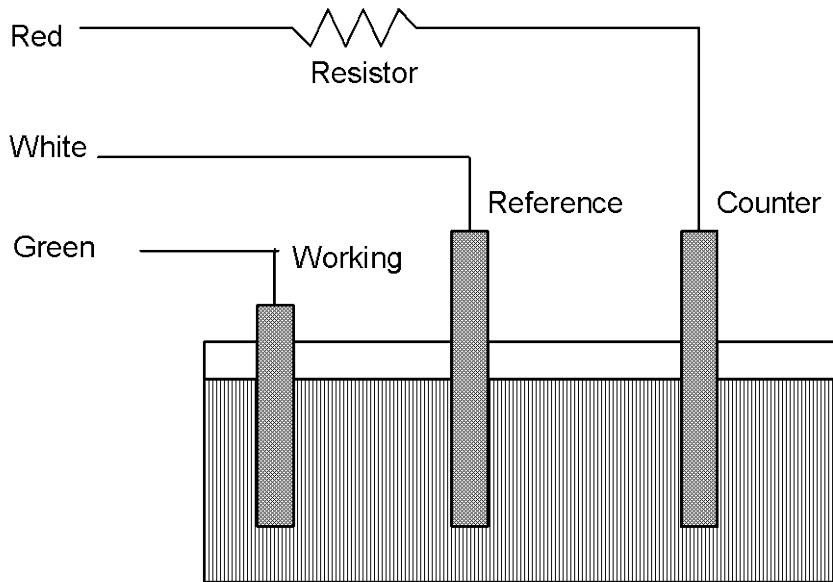 Red
Resistor
White
Reference
Counter
Green
Working